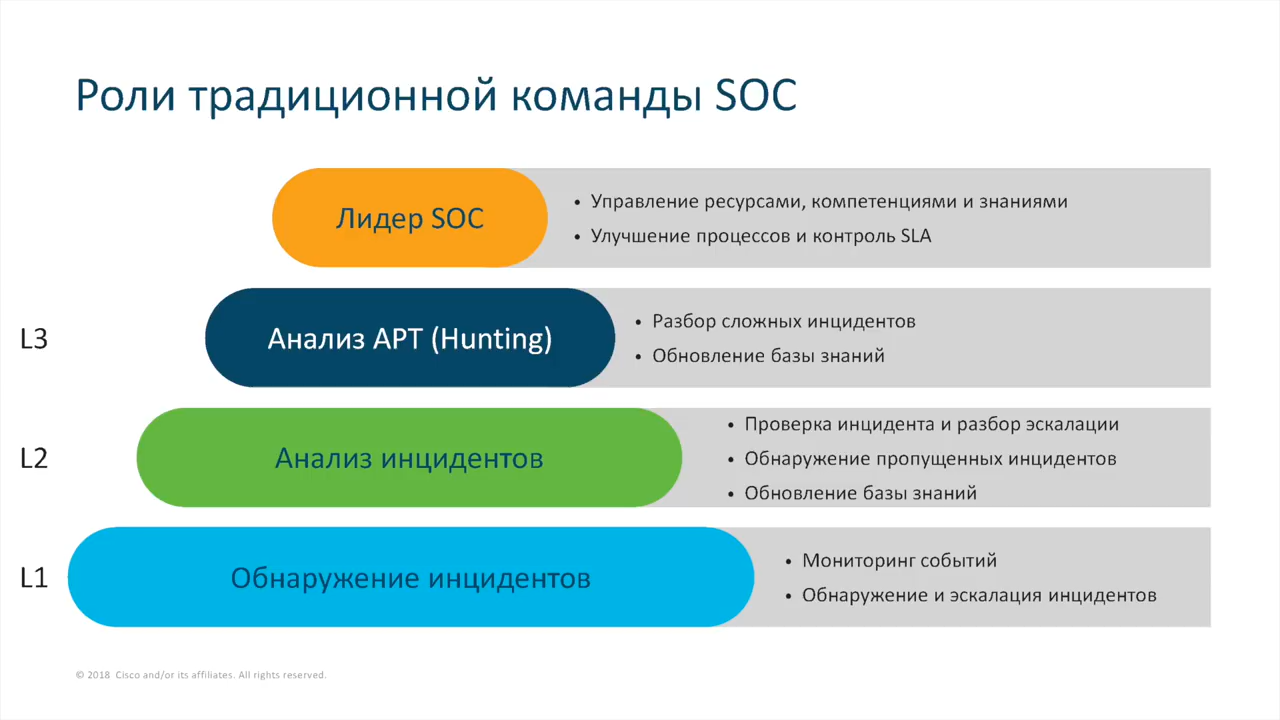 Роли традиционной команды SOC
Лидер SOC
• Управление ресурсами, компетенциями и знаниями
• Улучшение процессов и контроль SLA
L3
Анализ APT (Hunting)
• Разбор сложных инцидентов
• Обновление базы знаний
L2
Анализ инцидентов
• Проверка инцидента и разбор эскалации
• Обнаружение пропущенных инцидентов
• Обновление базы знаний
L1
Обнаружение инцидентов
• Мониторинг событий
• Обнаружение и эскалация инцидентов
© 2018 Cisco and/or its affiliates. All rights reserved.